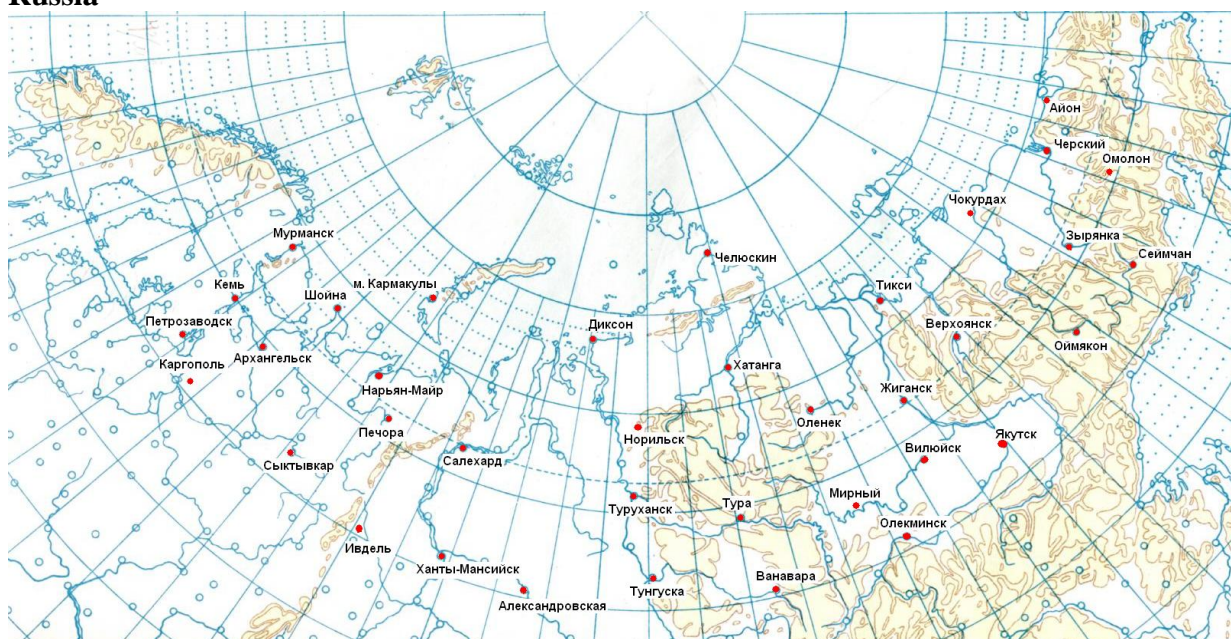 Russia
Айон
Черский
Омолон
Чокурдах
Мурманск
Зырянка
Сеймчан
Челюскин
Кемь
Шойна
м. Кармакулы
Тикси
Петрозаводск
Диксон
Верхоянск
Оймякон
Каргополь
Архангельск
Хатанга
Нарьян-Майр
Жиганск
Печора
Норильск
Оленек
Якутск
Сыктывкар
Салехард
Вилюйск
Мирный
Туруханск
Тура
Олекминск
Ивдель
Ханты-Мансийск
Тунгуска
Ванавара
Александровская